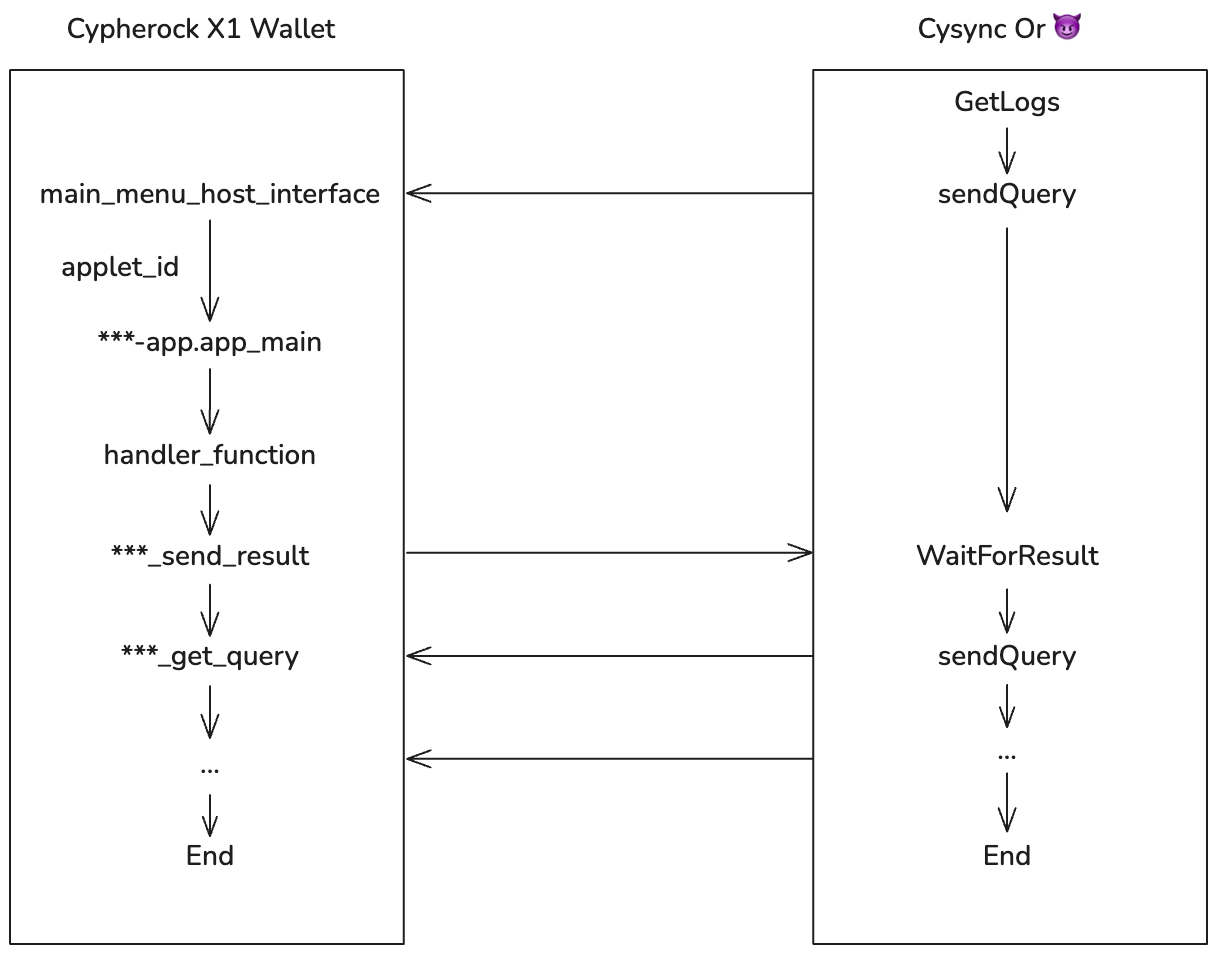 Cypherock X1 Wallet
main_menu_host_interface
applet_id
***-app.app_main
handler_function
***_send_result
***_get_query
...
End
Cysync Or 😈
GetLogs
sendQuery
WaitForResult
sendQuery
...
End